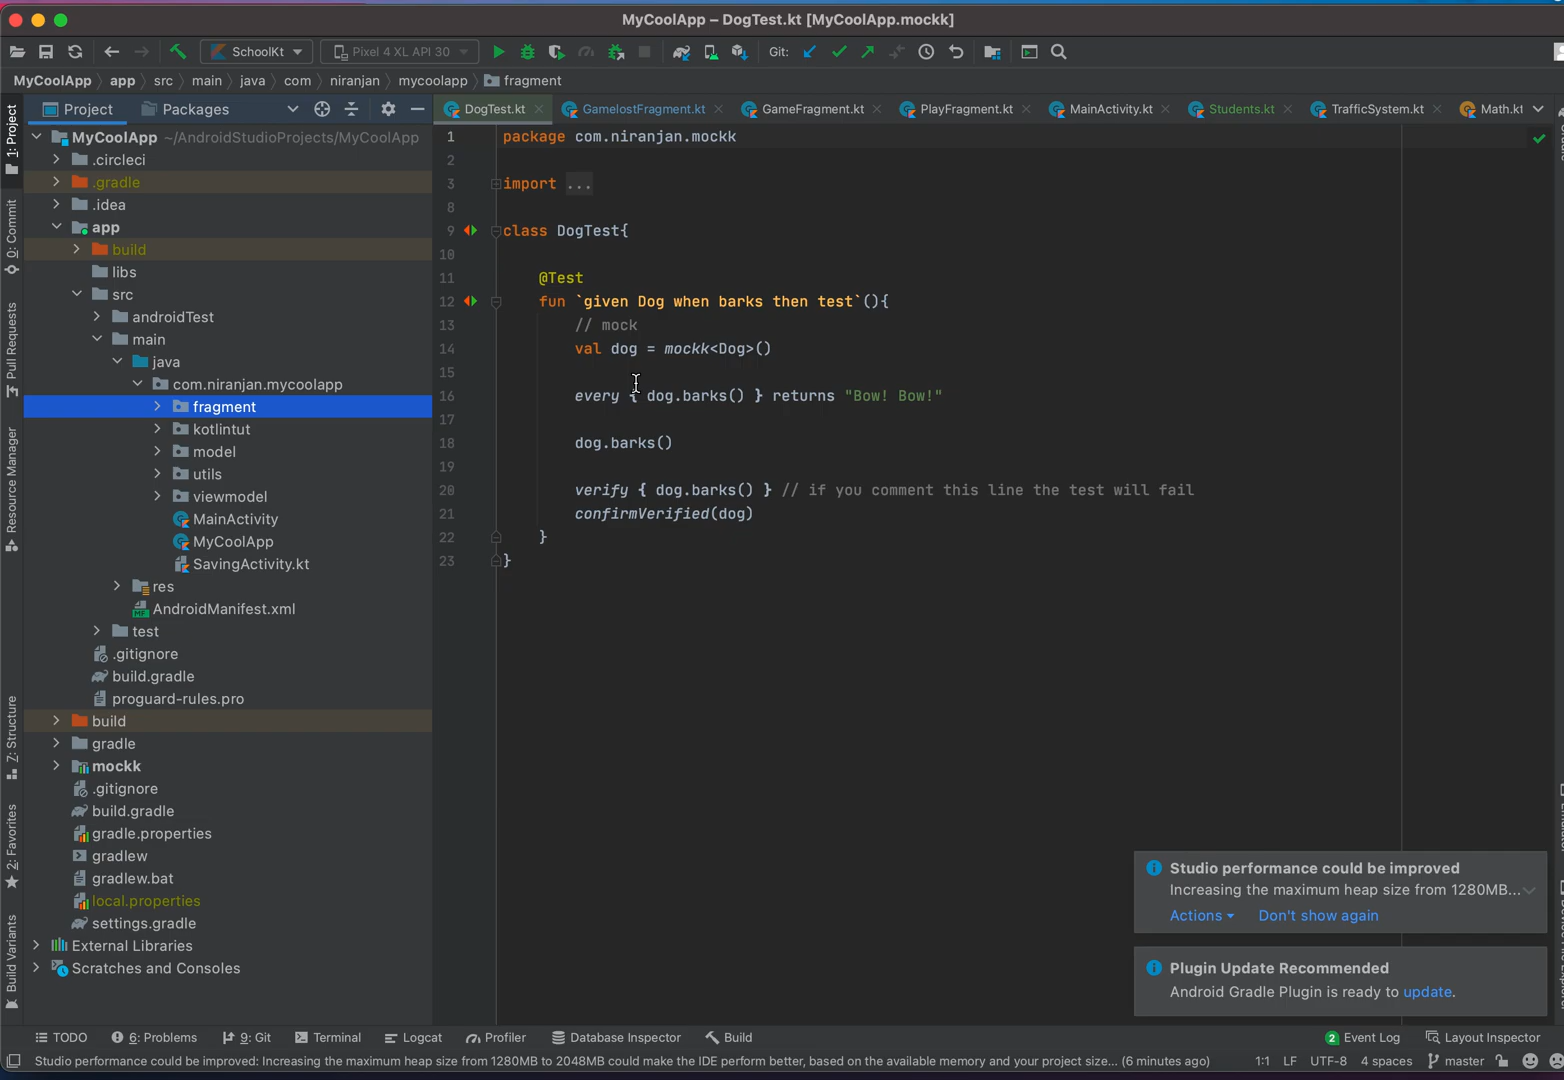 MyCoolApp – DogTest.kt [MyCoolApp.mockk]
SchoolKt
Pixel 4 XL API 30
Git:
MyCoolApp app src main java com niranjan mycoolapp fragment
Project Packages
DogTest.kt GamelostFragment.kt GameFragment.kt PlayFragment.kt MainActivity.kt Students.kt TrafficSystem.kt Math.kt
1: Project
0: Commit
Pull Requests
Resource Manager
Z: Structure
2: Favorites
Build Variants
MyCoolApp ~/AndroidStudioProjects/MyCoolApp
.circleci
.gradle
.idea
app
build
libs
src
androidTest
main
java
com.niranjan.mycoolapp
fragment
kotlintut
model
utils
viewmodel
MainActivity
MyCoolApp
SavingActivity.kt
res
AndroidManifest.xml
test
.gitignore
build.gradle
proguard-rules.pro
build
gradle
mockk
.gitignore
build.gradle
gradle.properties
gradlew
gradlew.bat
local.properties
settings.gradle
External Libraries
Scratches and Consoles
1 package com.niranjan.mockk
2
3 import ...
8
9 class DogTest{
10
11 @Test
12 fun `given Dog when barks then test`(){
13 // mock
14 val dog = mockk<Dog>()
15
16 every { dog.barks() } returns "Bow! Bow!"
17
18 dog.barks()
19
20 verify { dog.barks() } // if you comment this line the test will fail
21 confirmVerified(dog)
22 }
23 }
Studio performance could be improved
Increasing the maximum heap size from 1280MB...
Actions Don't show again
Plugin Update Recommended
Android Gradle Plugin is ready to update.
TODO 6: Problems 9: Git Terminal Logcat Profiler Database Inspector Build 2 Event Log Layout Inspector
Studio performance could be improved: Increasing the maximum heap size from 1280MB to 2048MB could make the IDE perform better, based on the available memory and your project size... (6 minutes ago) 1:1 LF UTF-8 4 spaces master